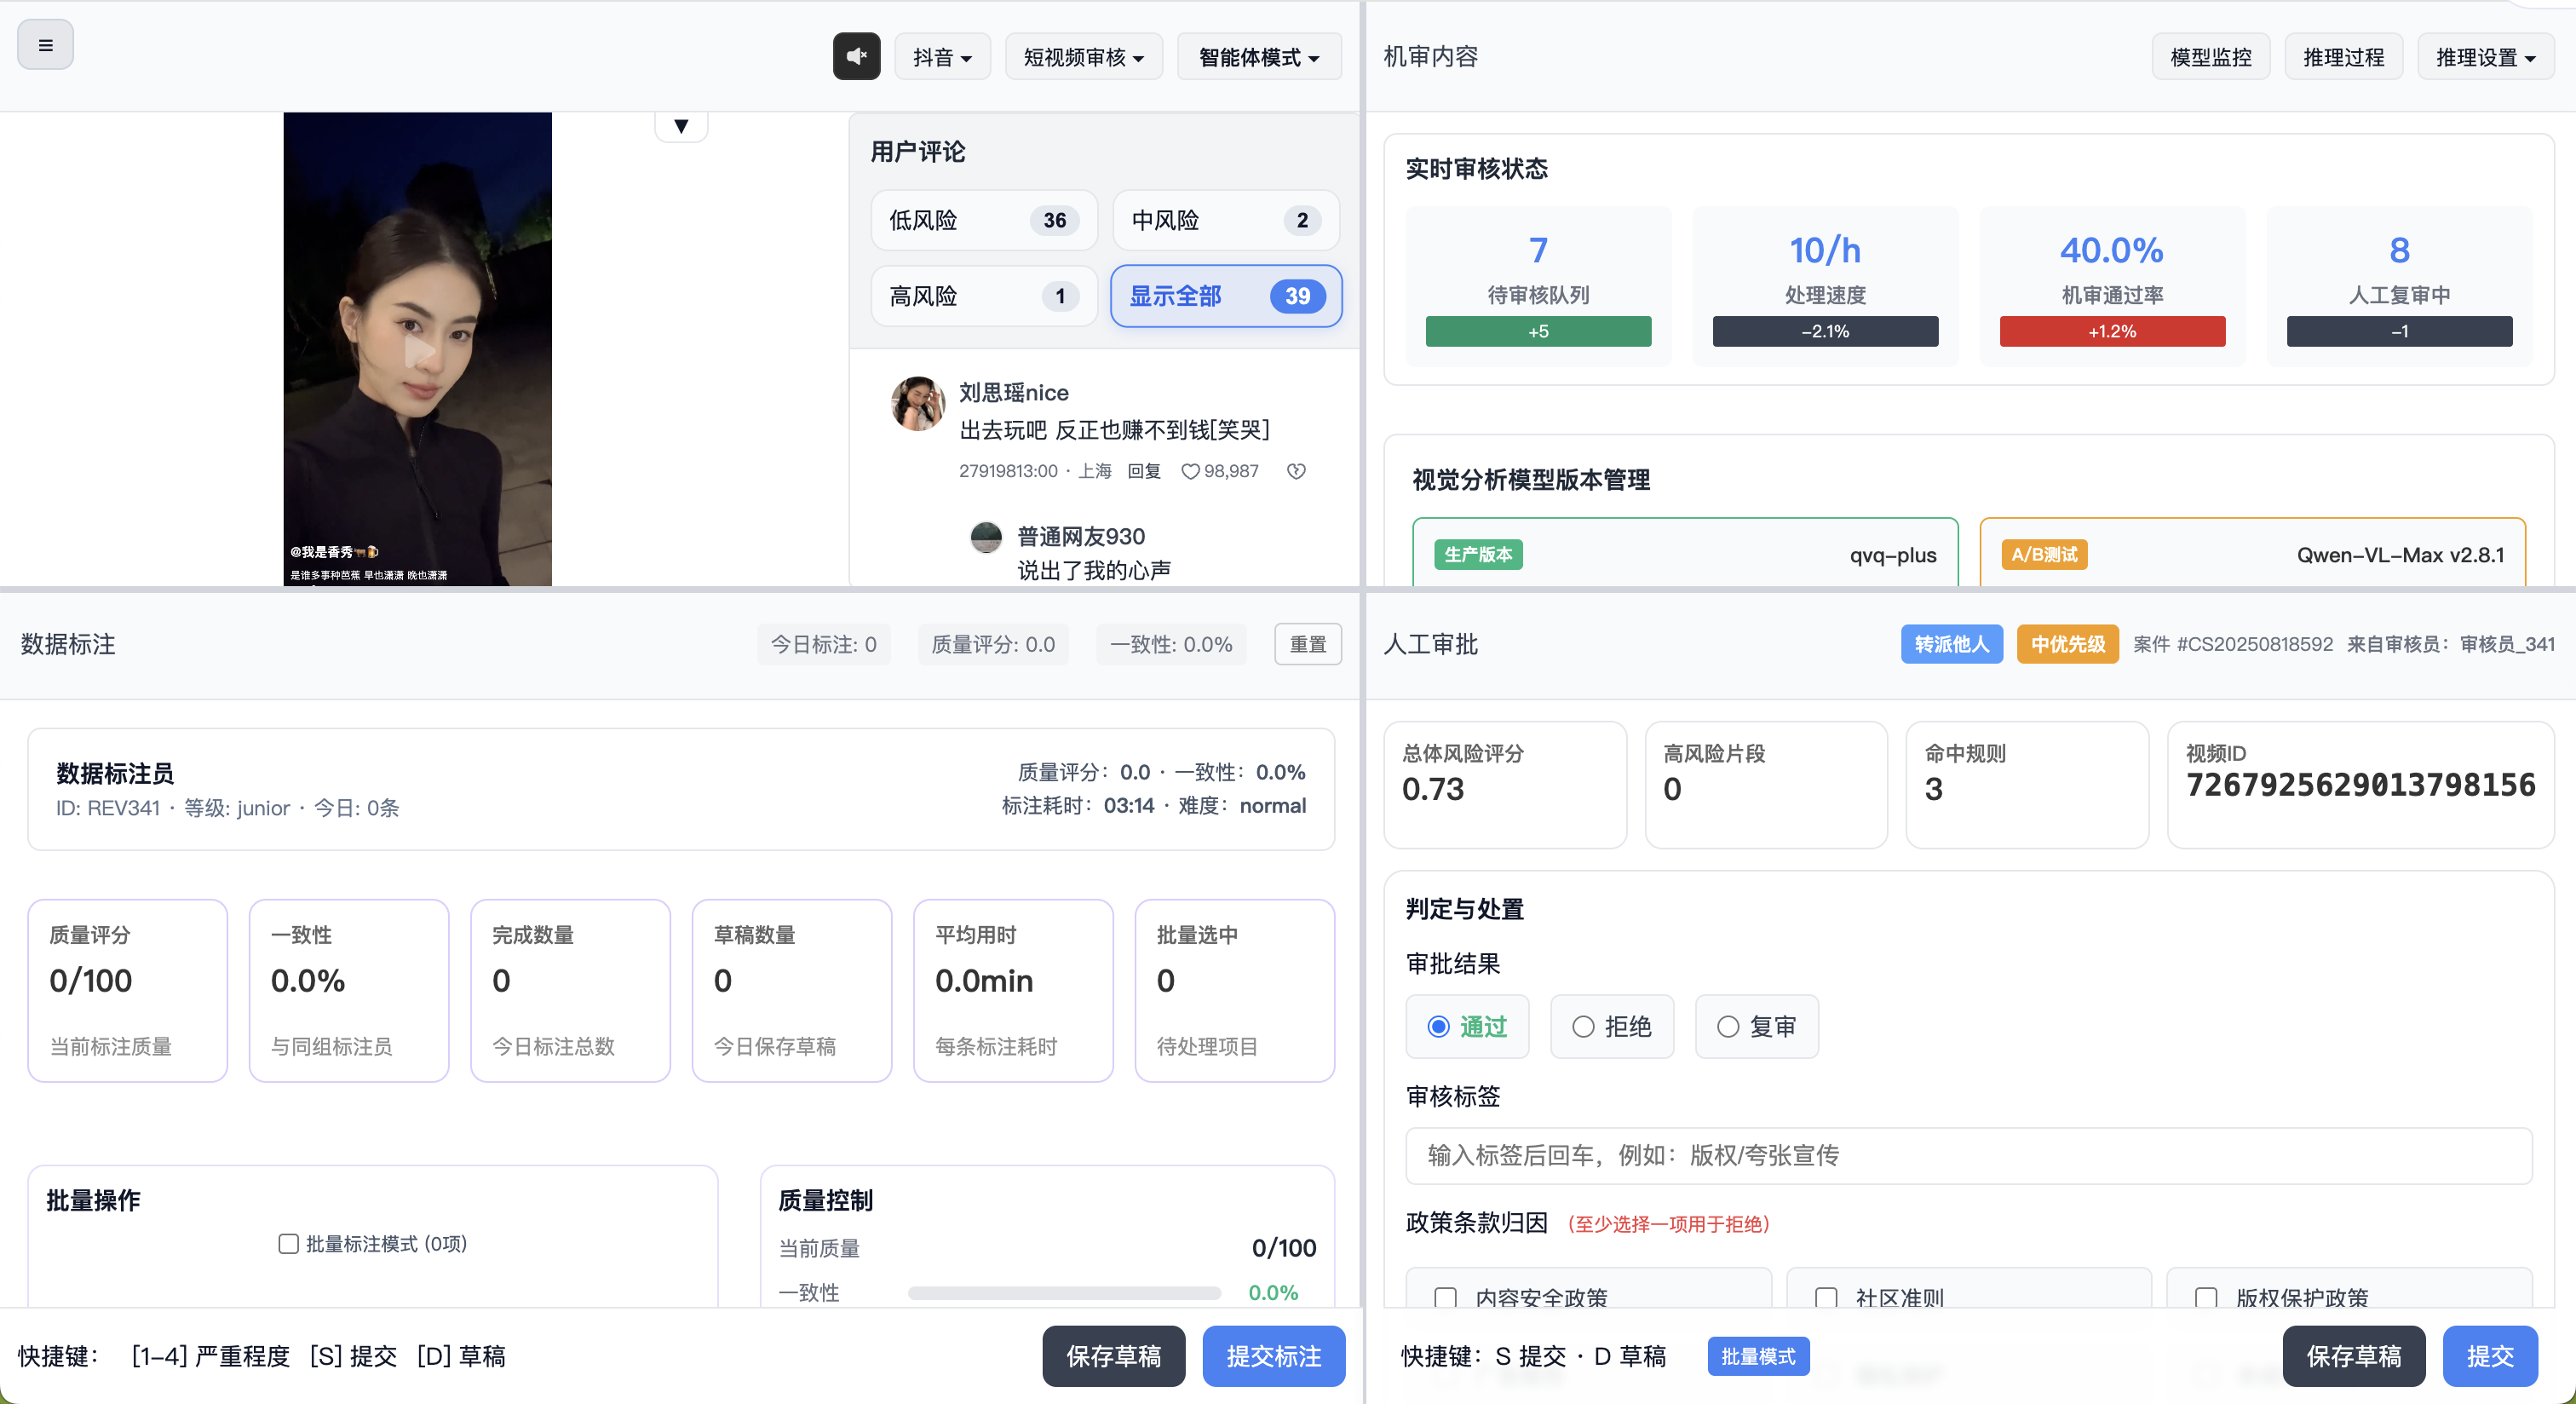 抖音
短视频审核
智能体模式
@我是香秀🐂🍺
是谁多事种芭蕉 早也潇潇 晚也潇潇
用户评论
低风险 36
中风险 2
高风险 1
显示全部 39
刘思瑶nice
出去玩吧 反正也赚不到钱[笑哭]
27919813:00 · 上海 回复 98,987
普通网友930
说出了我的心声
机审内容
模型监控
推理过程
推理设置
实时审核状态
7
待审核队列
+5
10/h
处理速度
-2.1%
40.0%
机审通过率
+1.2%
8
人工复审中
-1
视觉分析模型版本管理
生产版本 qvq-plus
A/B测试 Qwen-VL-Max v2.8.1
数据标注
今日标注: 0
质量评分: 0.0
一致性: 0.0%
重置
数据标注员
ID: REV341 · 等级: junior · 今日: 0条
质量评分：0.0 · 一致性：0.0%
标注耗时：03:14 · 难度：normal
质量评分
0/100
当前标注质量
一致性
0.0%
与同组标注员
完成数量
0
今日标注总数
草稿数量
0
今日保存草稿
平均用时
0.0min
每条标注耗时
批量选中
0
待处理项目
批量操作
批量标注模式 (0项)
质量控制
当前质量 0/100
一致性 0.0%
快捷键： [1-4] 严重程度 [S] 提交 [D] 草稿
保存草稿
提交标注
人工审批
转派他人
中优先级
案件 #CS20250818592
来自审核员：审核员_341
总体风险评分
0.73
高风险片段
0
命中规则
3
视频ID
7267925629013798156
判定与处置
审批结果
通过
拒绝
复审
审核标签
输入标签后回车，例如：版权/夸张宣传
政策条款归因 （至少选择一项用于拒绝）
内容安全政策
社区准则
版权保护政策
快捷键：S 提交 · D 草稿
批量模式
保存草稿
提交